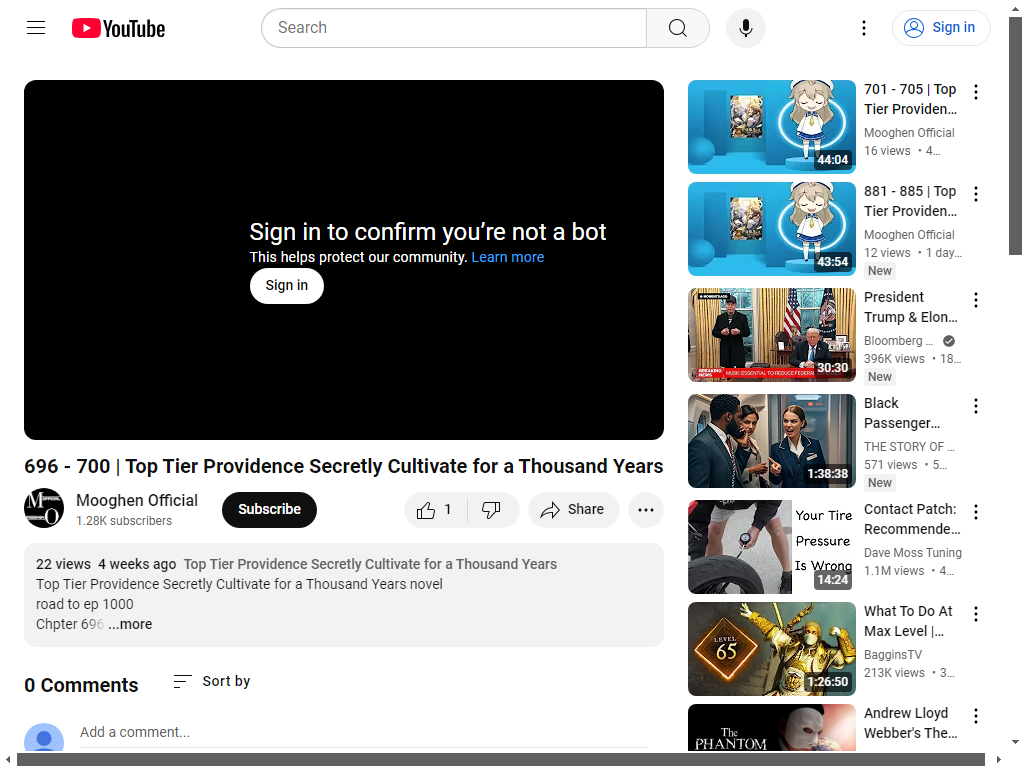 YouTube
Search
Sign in
Sign in to confirm you’re not a bot
This helps protect our community. Learn more
Sign in
696 - 700 | Top Tier Providence Secretly Cultivate for a Thousand Years
Mooghen Official
1.28K subscribers
Subscribe
1
Share
22 views 4 weeks ago Top Tier Providence Secretly Cultivate for a Thousand Years
Top Tier Providence Secretly Cultivate for a Thousand Years novel
road to ep 1000
Chpter 696 ...more
0 Comments
Sort by
Add a comment...
44:04
701 - 705 | Top
Tier Providen...
Mooghen Official
16 views • 4...
43:54
881 - 885 | Top
Tier Providen...
Mooghen Official
12 views • 1 day...
New
BREAKING
NEWS
MUSK ESSENTIAL TO REDUCE FEDERAL
30:30
President
Trump & Elon...
Bloomberg ...
396K views • 18...
New
1:38:38
Black
Passenger...
THE STORY OF ...
571 views • 5...
New
Your Tire
Pressure
Is Wrong
14:24
Contact Patch:
Recommende...
Dave Moss Tuning
1.1M views • 4...
LEVEL
65
1:26:50
What To Do At
Max Level |...
BagginsTV
213K views • 3...
The
PHANTOM
Andrew Lloyd
Webber's The...